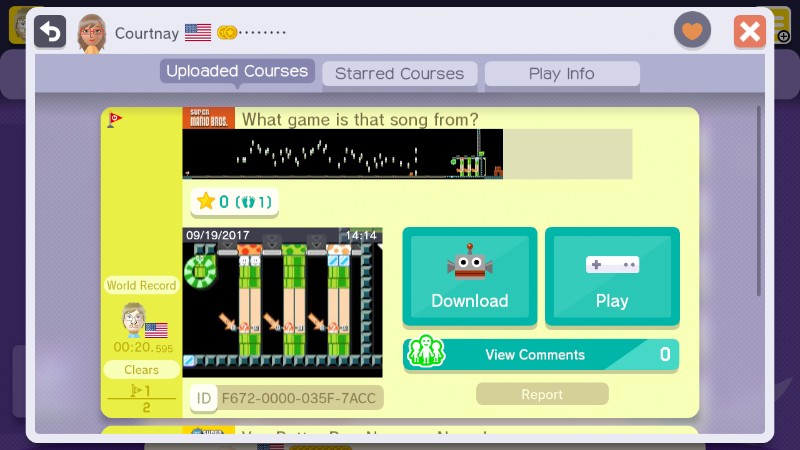 Courtnay
Uploaded Courses
Starred Courses
Play Info
SUPER
MARIO BROS.
What game is that song from?
0 (1)
09/19/2017
14:14
World Record
00:20.595
Clears
1
2
Download
Play
View Comments
0
ID
F672-0000-035F-7ACC
Report